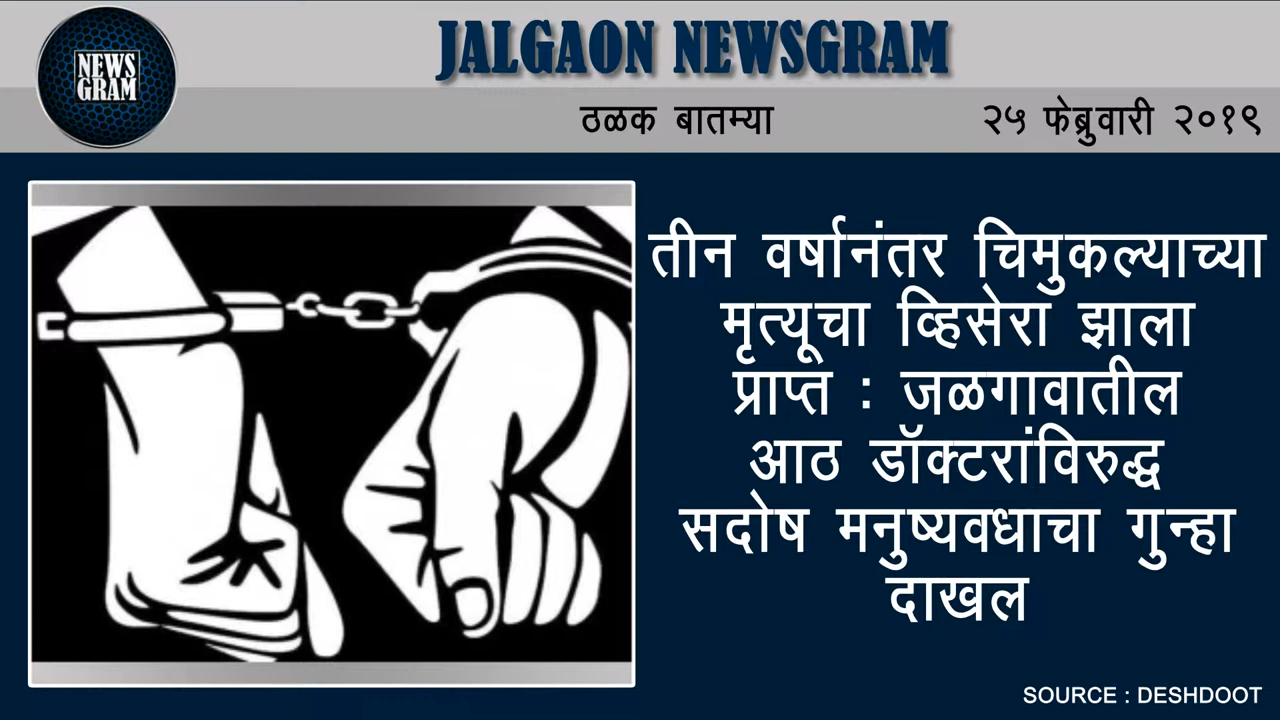 NEWS
GRAM
JALGAON NEWSGRAM
ठळक बातम्या
२५ फेब्रुवारी २०१९
तीन वर्षानंतर चिमुकल्याच्या
मृत्यूचा व्हिसेरा झाला
प्राप्त : जळगावातील
आठ डॉक्टरांविरुद्ध
सदोष मनुष्यवधाचा गुन्हा
दाखल
SOURCE : DESHDOOT